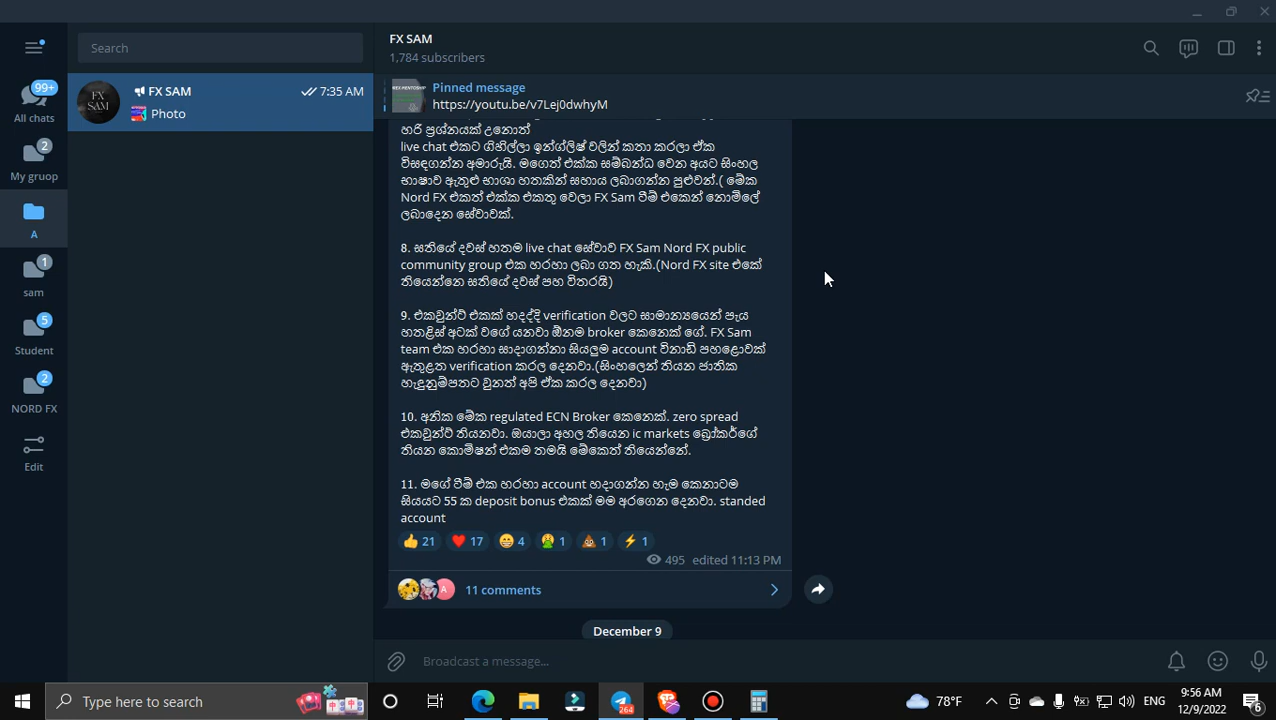 Search
FX SAM
1,784 subscribers
FX SAM
7:35 AM
Photo
FX SAM
Pinned message
https://youtu.be/v7Lej0dwhyM
99+
All chats
2
My gruop
A
1
sam
5
Student
2
NORD FX
Edit
හරි ප්‍රශ්නයක් උනොත්
live chat එකට ගිහිල්ලා ඉන්ග්ලිෂ් වලින් කතා කරලා ඒක
විසඳගන්න අමාරුයි. මගෙත් එක්ක සම්බන්ධ වෙන අයට සිංහල
භාෂාව ඇතුළු භාශා හතකින් සහාය ලබාගන්න පුළුවන්.( මේක
Nord FX එකත් එක්ක එකතු වෙලා FX Sam ටීම් එකෙන් නොමිලේ
ලබාදෙන සේවාවක්.
8. සතියේ දවස් හතම live chat සේවාව FX Sam Nord FX public
community group එක හරහා ලබා ගත හැකි.(Nord FX site එකේ
තියෙන්නෙ සතියේ දවස් පහ විතරයි)
9. එකවුන්ට් එකක් හදද්දි verification වලට සාමාන්‍යයෙන් පැය
හතළිස් අටක් වගේ යනවා ඕනම broker කෙනෙක් ගේ. FX Sam
team එක හරහා සාදාගන්නා සියලුම account විනාඩි පහළොවක්
ඇතුළත verification කරල දෙනවා.(සිංහලෙන් තියන ජාතික
හැඳුනුම්පතට වුනත් අපි ඒක කරල දෙනවා)
10. අනික මේක regulated ECN Broker කෙනෙක්. zero spread
එකවුන්ට් තියනවා. ඔයාලා අහල තියෙන ic markets බ්‍රෝකර්ගේ
තියන කොමිෂන් එකම තමයි මේකෙත් තියෙන්නේ.
11. මගේ ටීම් එක හරහා account හදාගන්න හැම කෙනාටම
සියයට 55 ක deposit bonus එකක් මම අරගෙන දෙනවා. standed
account
21 17 4 1 1 1
495 edited 11:13 PM
A
11 comments
December 9
Broadcast a message...
Type here to search
264
78°F
ENG
9:56 AM
12/9/2022
6